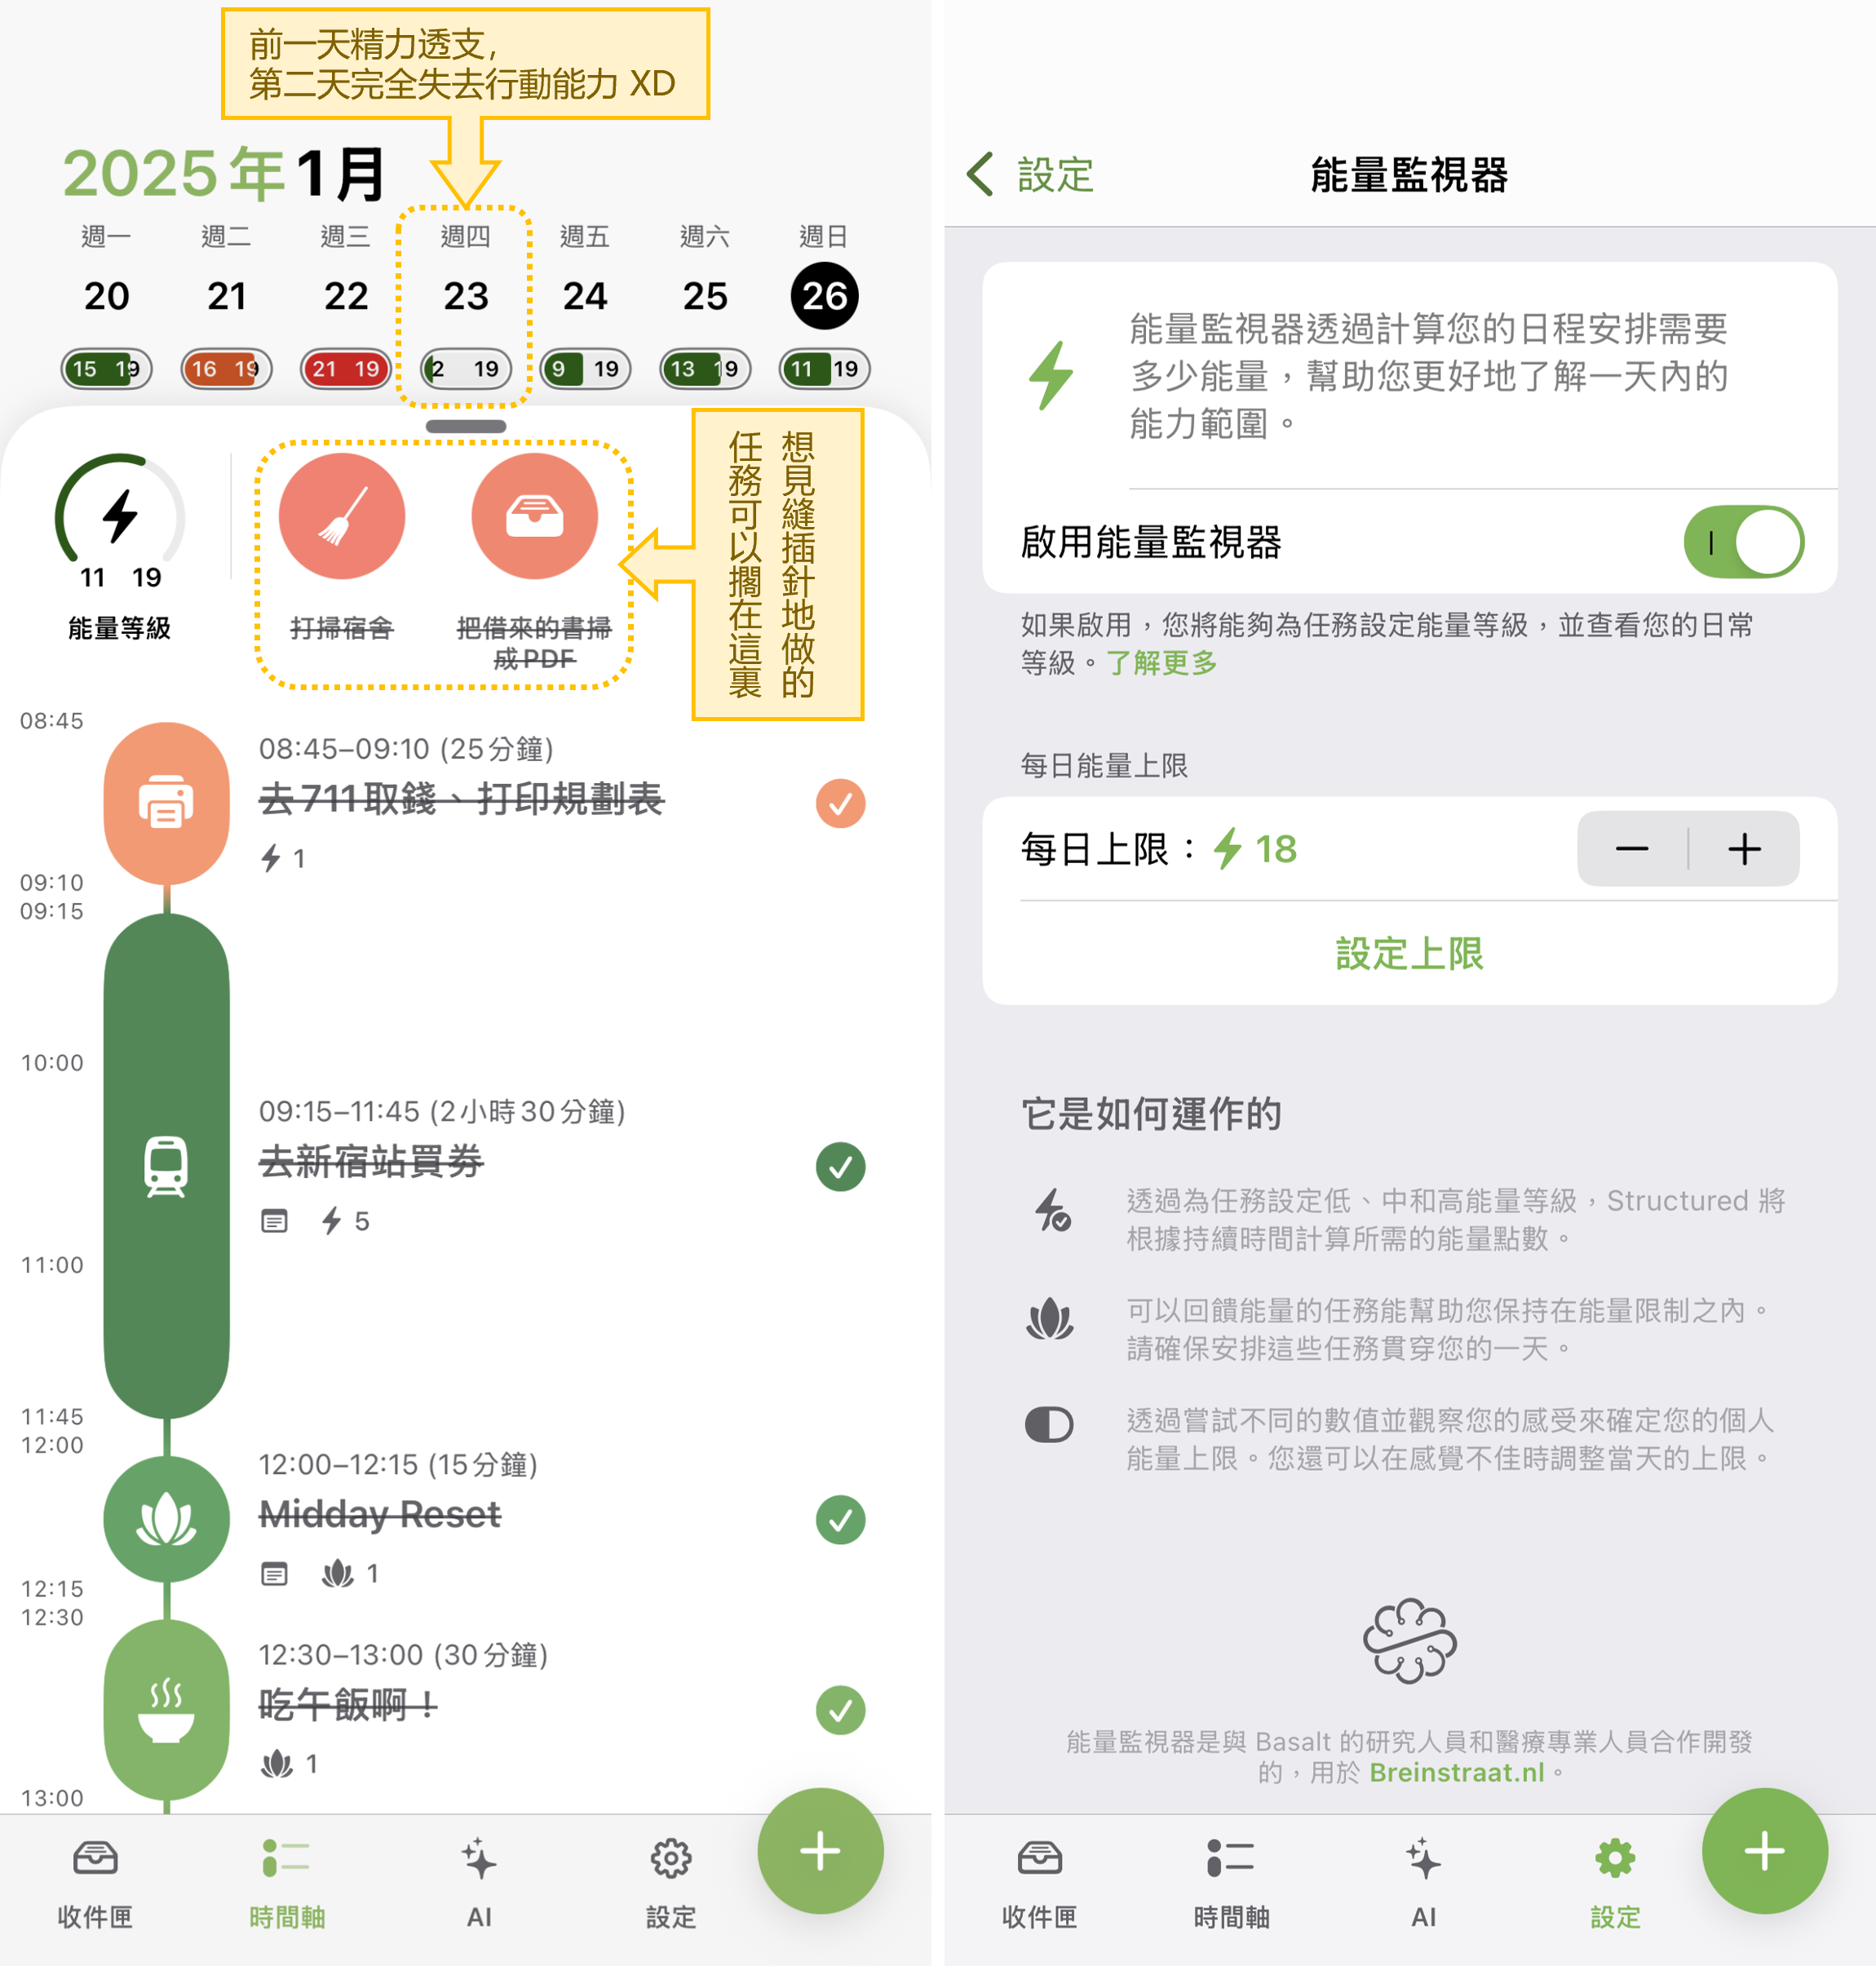 前一天精力透支,
第二天完全失去行動能力 XD
2025年1月
週一 週二 週三 週四 週五 週六 週日
20 21 22 23 24 25 26
15 19 16 19 21 19 2 19 9 19 13 19 11 19
11 19
能量等級
打掃宿舍
把借來的書掃
成PDF
想見縫插針地做的
任務可以擱在這裏
08:45
08:45–09:10 (25分鐘)
去711取錢、打印規劃表
1
09:10
09:15
10:00
09:15–11:45 (2小時30分鐘)
去新宿站買券
5
11:00
11:45
12:00
12:00–12:15 (15分鐘)
Midday Reset
1
12:15
12:30
12:30–13:00 (30分鐘)
吃午飯啊！
1
13:00
收件匣 時間軸 AI 設定
設定
能量監視器
能量監視器透過計算您的日程安排需要
多少能量，幫助您更好地了解一天內的
能力範圍。
啟用能量監視器
如果啟用，您將能夠為任務設定能量等級，並查看您的日常
等級。了解更多
每日能量上限
每日上限：18
設定上限
它是如何運作的
透過為任務設定低、中和高能量等級，Structured 將
根據持續時間計算所需的能量點數。
可以回饋能量的任務能幫助您保持在能量限制之內。
請確保安排這些任務貫穿您的一天。
透過嘗試不同的數值並觀察您的感受來確定您的個人
能量上限。您還可以在感覺不佳時調整當天的上限。
能量監視器是與 Basalt 的研究人員和醫療專業人員合作開發
的，用於 Breinstraat.nl。
收件匣 時間軸 AI 設定